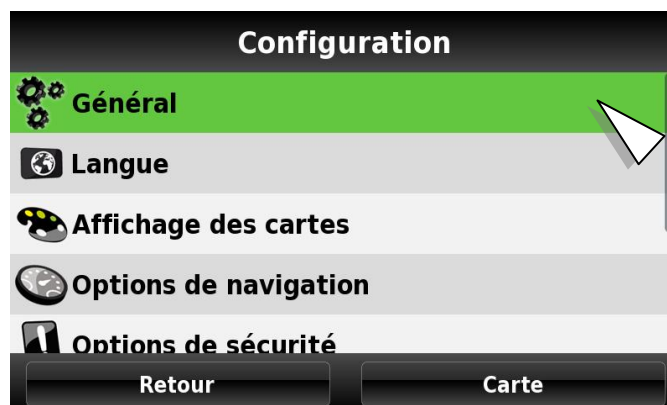 Configuration
Général
Langue
Affichage des cartes
Options de navigation
Options de sécurité
Retour
Carte